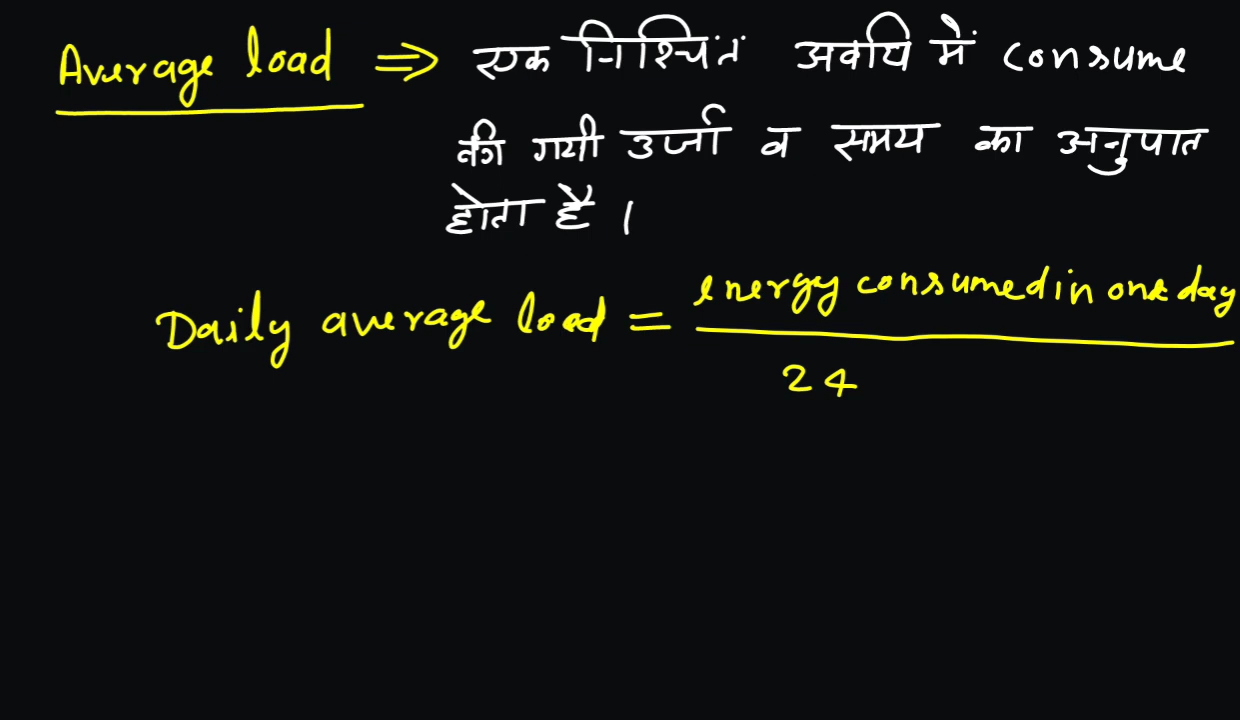 Average load ⇒ एक निश्चित अवधि में consume
की गयी उर्जा व समय का अनुपात
होता है ।
Daily average load = energy consumed in one day
24